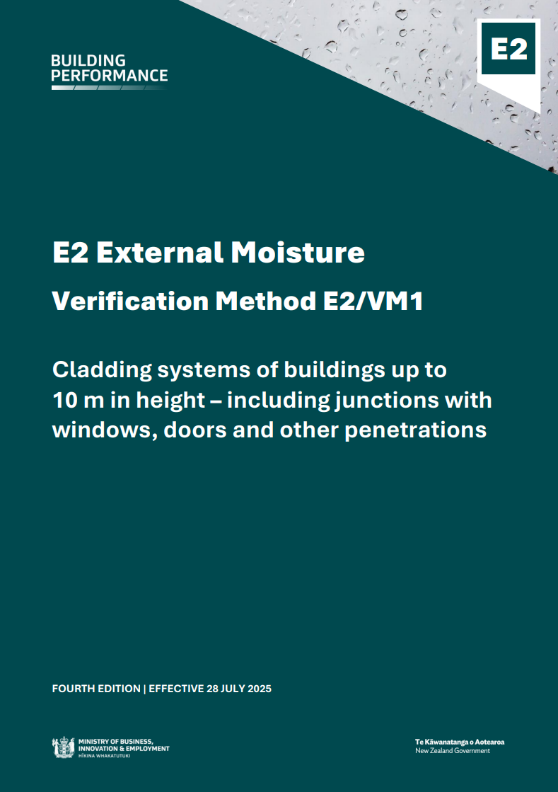 BUILDING
PERFORMANCE
E2
E2 External Moisture
Verification Method E2/VM1
Cladding systems of buildings up to
10 m in height – including junctions with
windows, doors and other penetrations
FOURTH EDITION | EFFECTIVE 28 JULY 2025
MINISTRY OF BUSINESS,
INNOVATION & EMPLOYMENT
HĪKINA WHAKATUTUKI
Te Kāwanatanga o Aotearoa
New Zealand Government